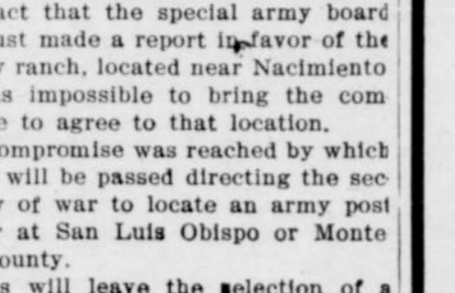 act that the special army board
ust made a report in favor of the
y ranch, located near Nacimiento
s impossible to bring the com
e to agree to that location.
ompromise was reached by which
will be passed directing the sec-
y of war to locate an army post
r at San Luis Obispo or Monte
ounty.
s will leave the selection of a